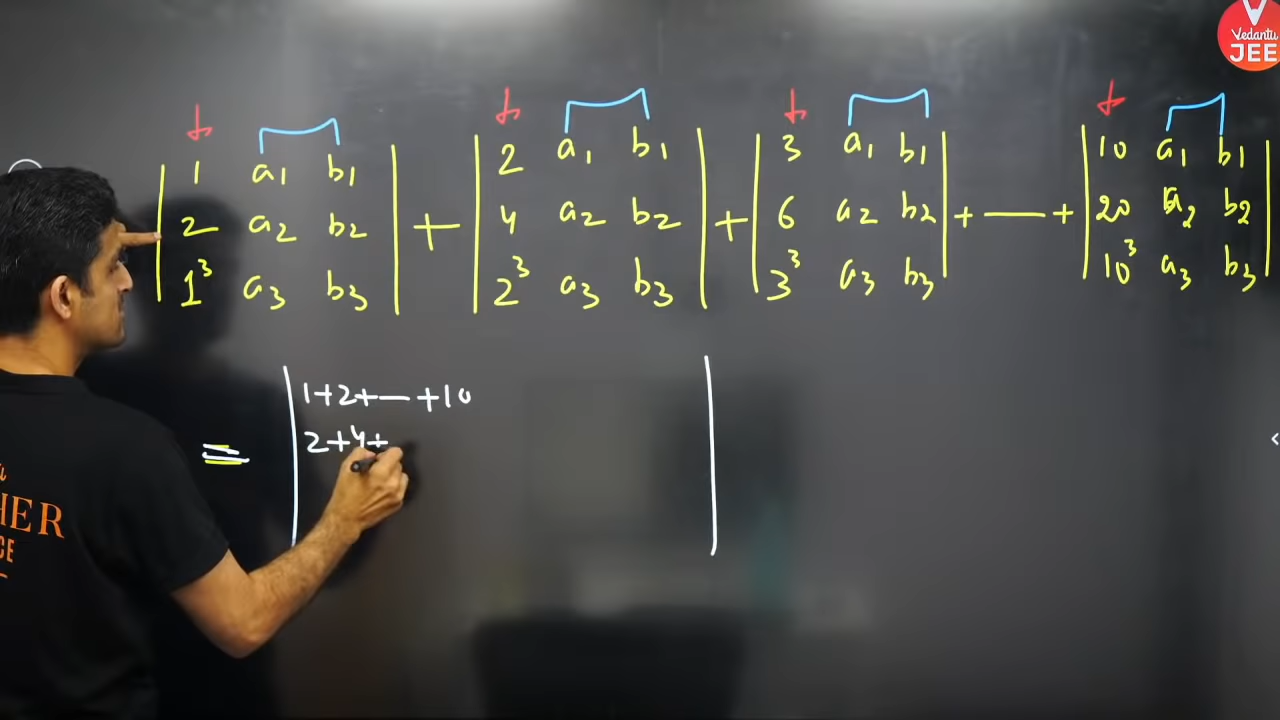 Vedantu
JEE
| 1 a₁ b₁ | | 2 a₁ b₁ | | 3 a₁ b₁ | | 10 a₁ b₁ |
| 2 a₂ b₂ | + | 4 a₂ b₂ | + | 6 a₂ b₂ | + — + | 20 a₂ b₂ |
| 1³ a₃ b₃ | | 2³ a₃ b₃ | | 3³ a₃ b₃ | | 10³ a₃ b₃ |
| 1+2+ — +10 |
= | 2+4+ |
HER
CE